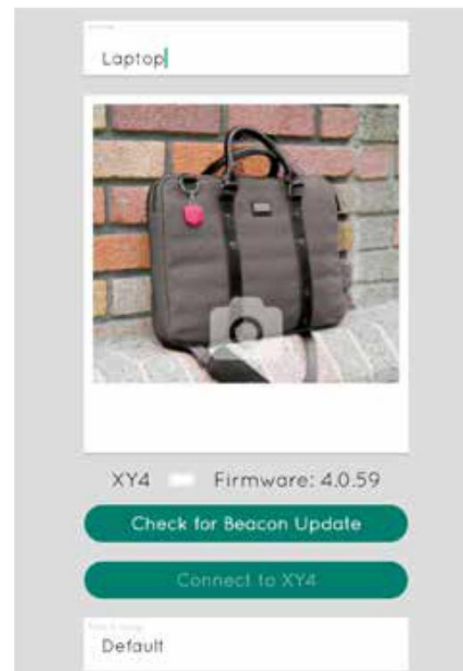 Laptop
XY4 Firmware: 4.0.59
Check for Beacon Update
Connect to XY4
Default